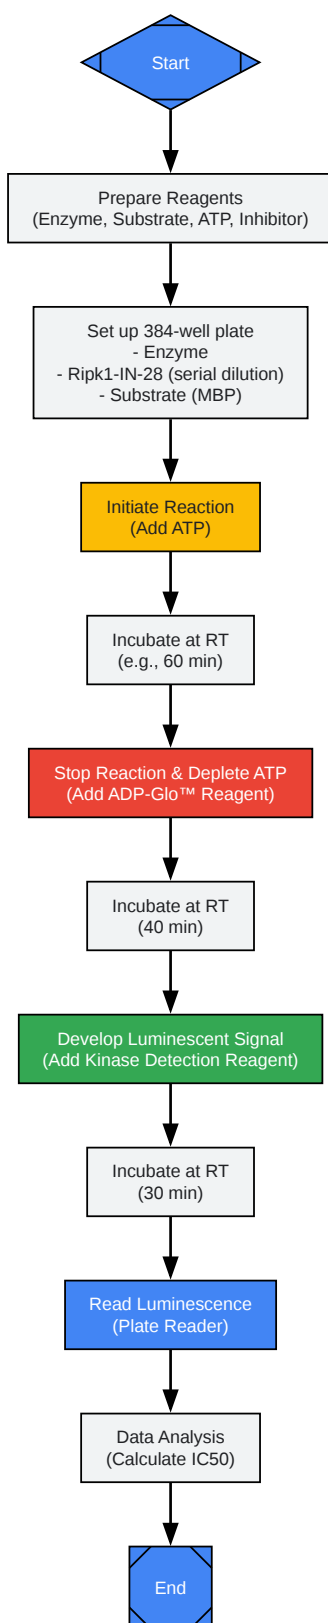 Start
Prepare Reagents
(Enzyme, Substrate, ATP, Inhibitor)
Set up 384-well plate
- Enzyme
- Ripk1-IN-28 (serial dilution)
- Substrate (MBP)
Initiate Reaction
(Add ATP)
Incubate at RT
(e.g., 60 min)
Stop Reaction & Deplete ATP
(Add ADP-Glo™ Reagent)
Incubate at RT
(40 min)
Develop Luminescent Signal
(Add Kinase Detection Reagent)
Incubate at RT
(30 min)
Read Luminescence
(Plate Reader)
Data Analysis
(Calculate IC50)
End